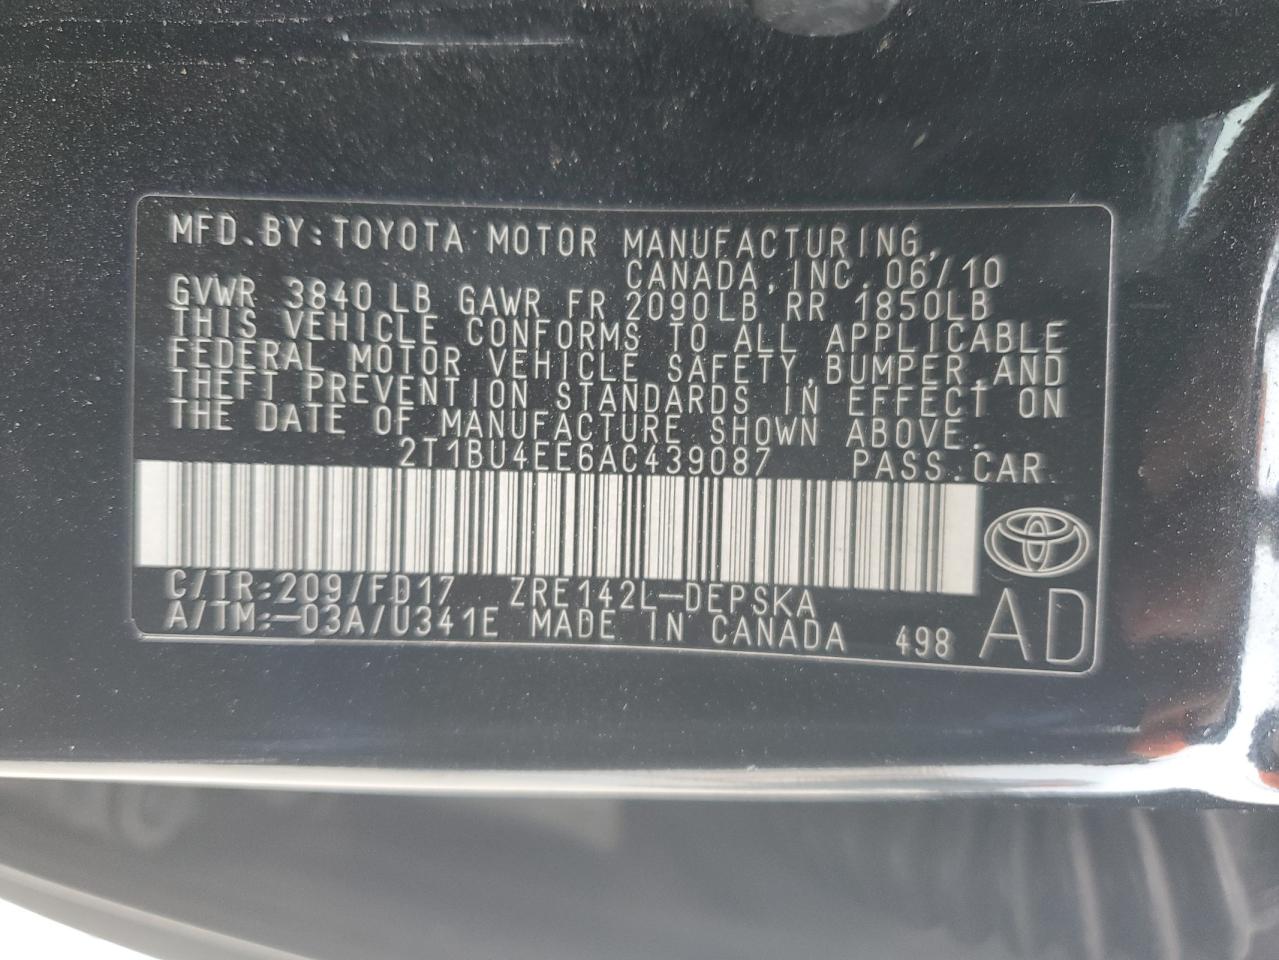 MFD.BY:TOYOTA MOTOR MANUFACTURING,
CANADA,INC.06/10
GVWR 3840LB GAWR FR 2090LB RR 1850LB
THIS VEHICLE CONFORMS TO ALL APPLICABLE
FEDERAL MOTOR VEHICLE SAFETY,BUMPER,AND
THEFT PREVENTION STANDARDS IN EFFECT ON
THE DATE OF MANUFACTURE SHOWN ABOVE.
2T1BU4EE6AC439087 PASS.CAR
C/TR:209/FD17 ZRE142L-DEPSKA
A/TM:-03A/U341E MADE IN CANADA 498 AD